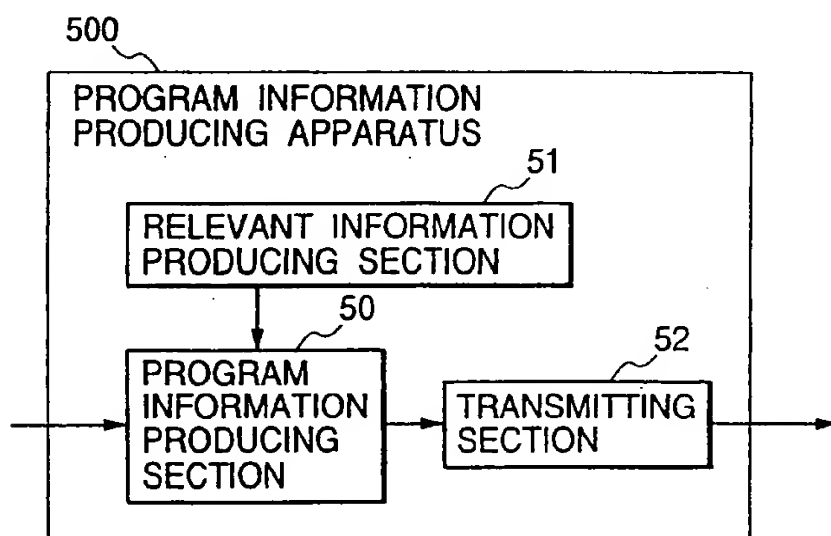 500
PROGRAM INFORMATION
PRODUCING APPARATUS
51
RELEVANT INFORMATION
PRODUCING SECTION
50
PROGRAM
INFORMATION
PRODUCING
SECTION
52
TRANSMITTING
SECTION